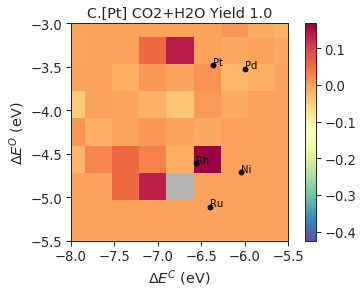 C.[Pt] CO2+H2O Yield 1.0
−3.0
−3.5
−4.0
−4.5
−5.0
−5.5
ΔE^O (eV)
Pt
Pd
Rh
Ni
Ru
−8.0 −7.5 −7.0 −6.5 −6.0 −5.5
ΔE^C (eV)
0.1
0.0
−0.1
−0.2
−0.3
−0.4